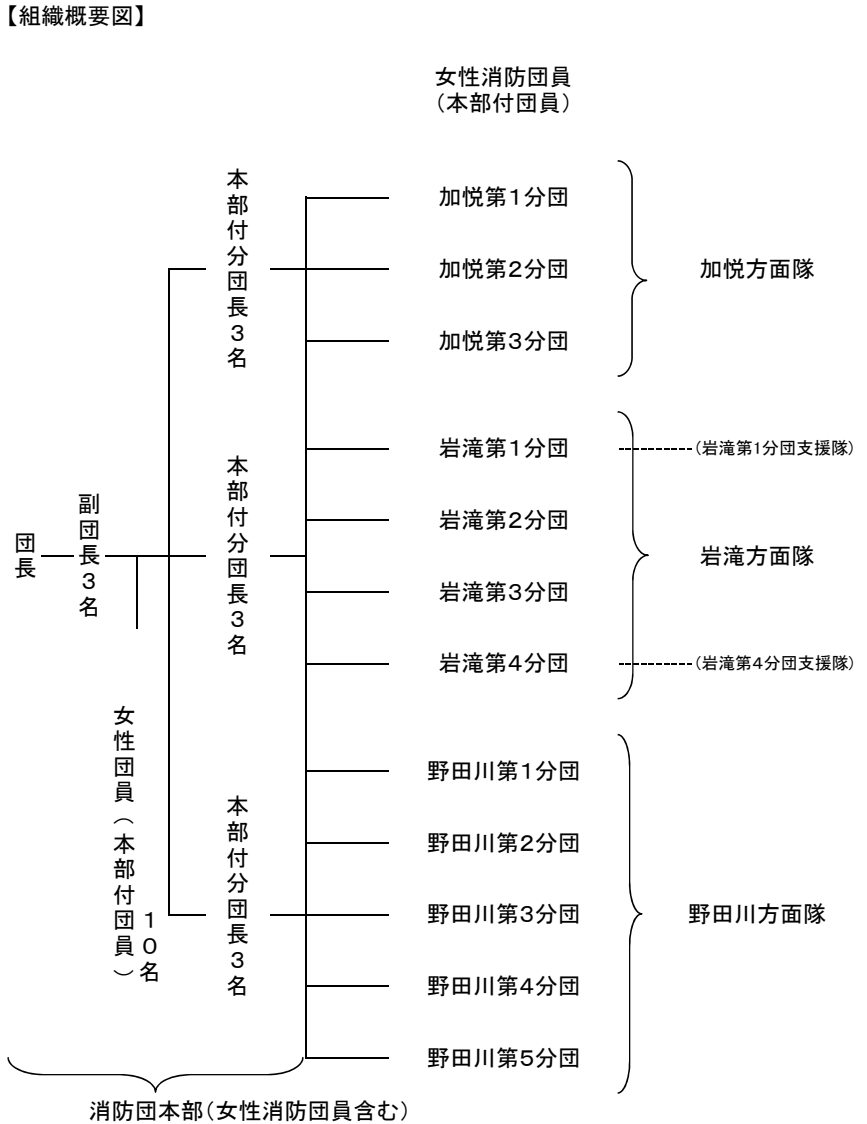 【組織概要図】
女性消防団員
（本部付団員）
団長
副団長３名
女性団員（本部付団員）
１０名
本部付分団長３名
本部付分団長３名
本部付分団長３名
加悦第１分団
加悦第２分団
加悦第３分団
加悦方面隊
岩滝第１分団
（岩滝第1分団支援隊）
岩滝第２分団
岩滝第３分団
岩滝第４分団
（岩滝第4分団支援隊）
岩滝方面隊
野田川第１分団
野田川第２分団
野田川第３分団
野田川第４分団
野田川第５分団
野田川方面隊
消防団本部（女性消防団員含む）